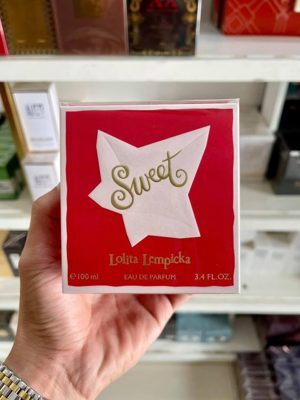 Sweet
Lolita Lempicka
℮100 ml EAU DE PARFUM 3.4 FL.OZ.